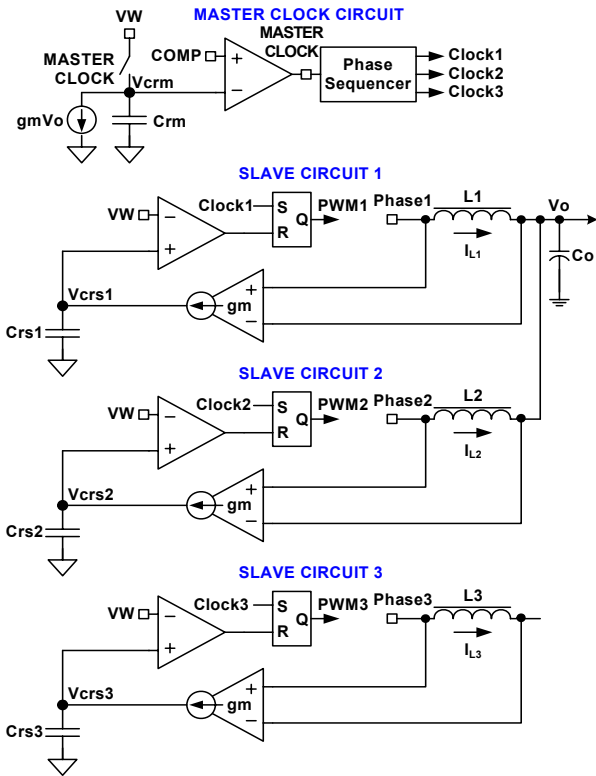 MASTER CLOCK CIRCUIT
VW
MASTER
CLOCK
COMP
MASTER
CLOCK
Vcrm
gmVo
Crm
+
−
Phase
Sequencer
Clock1
Clock2
Clock3
SLAVE CIRCUIT 1
VW
−
+
Clock1
S
R
Q
PWM1
Phase1
L1
IL1
Vo
Co
Vcrs1
Crs1
gm
+
−
SLAVE CIRCUIT 2
VW
−
+
Clock2
S
R
Q
PWM2
Phase2
L2
IL2
Vcrs2
Crs2
gm
+
−
SLAVE CIRCUIT 3
VW
−
+
Clock3
S
R
Q
PWM3
Phase3
L3
IL3
Vcrs3
Crs3
gm
+
−